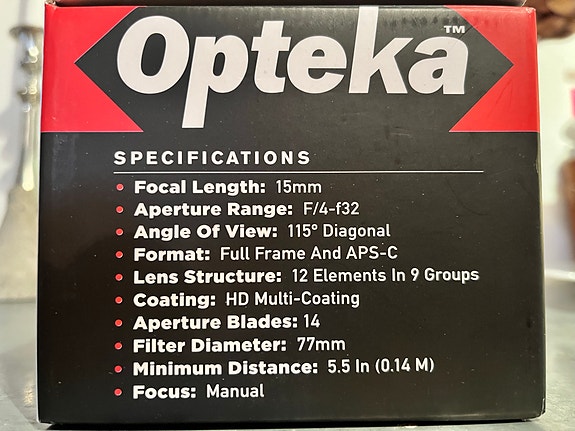 Opteka™
SPECIFICATIONS
• Focal Length: 15mm
• Aperture Range: F/4-f32
• Angle Of View: 115° Diagonal
• Format: Full Frame And APS-C
• Lens Structure: 12 Elements In 9 Groups
• Coating: HD Multi-Coating
• Aperture Blades: 14
• Filter Diameter: 77mm
• Minimum Distance: 5.5 In (0.14 M)
• Focus: Manual